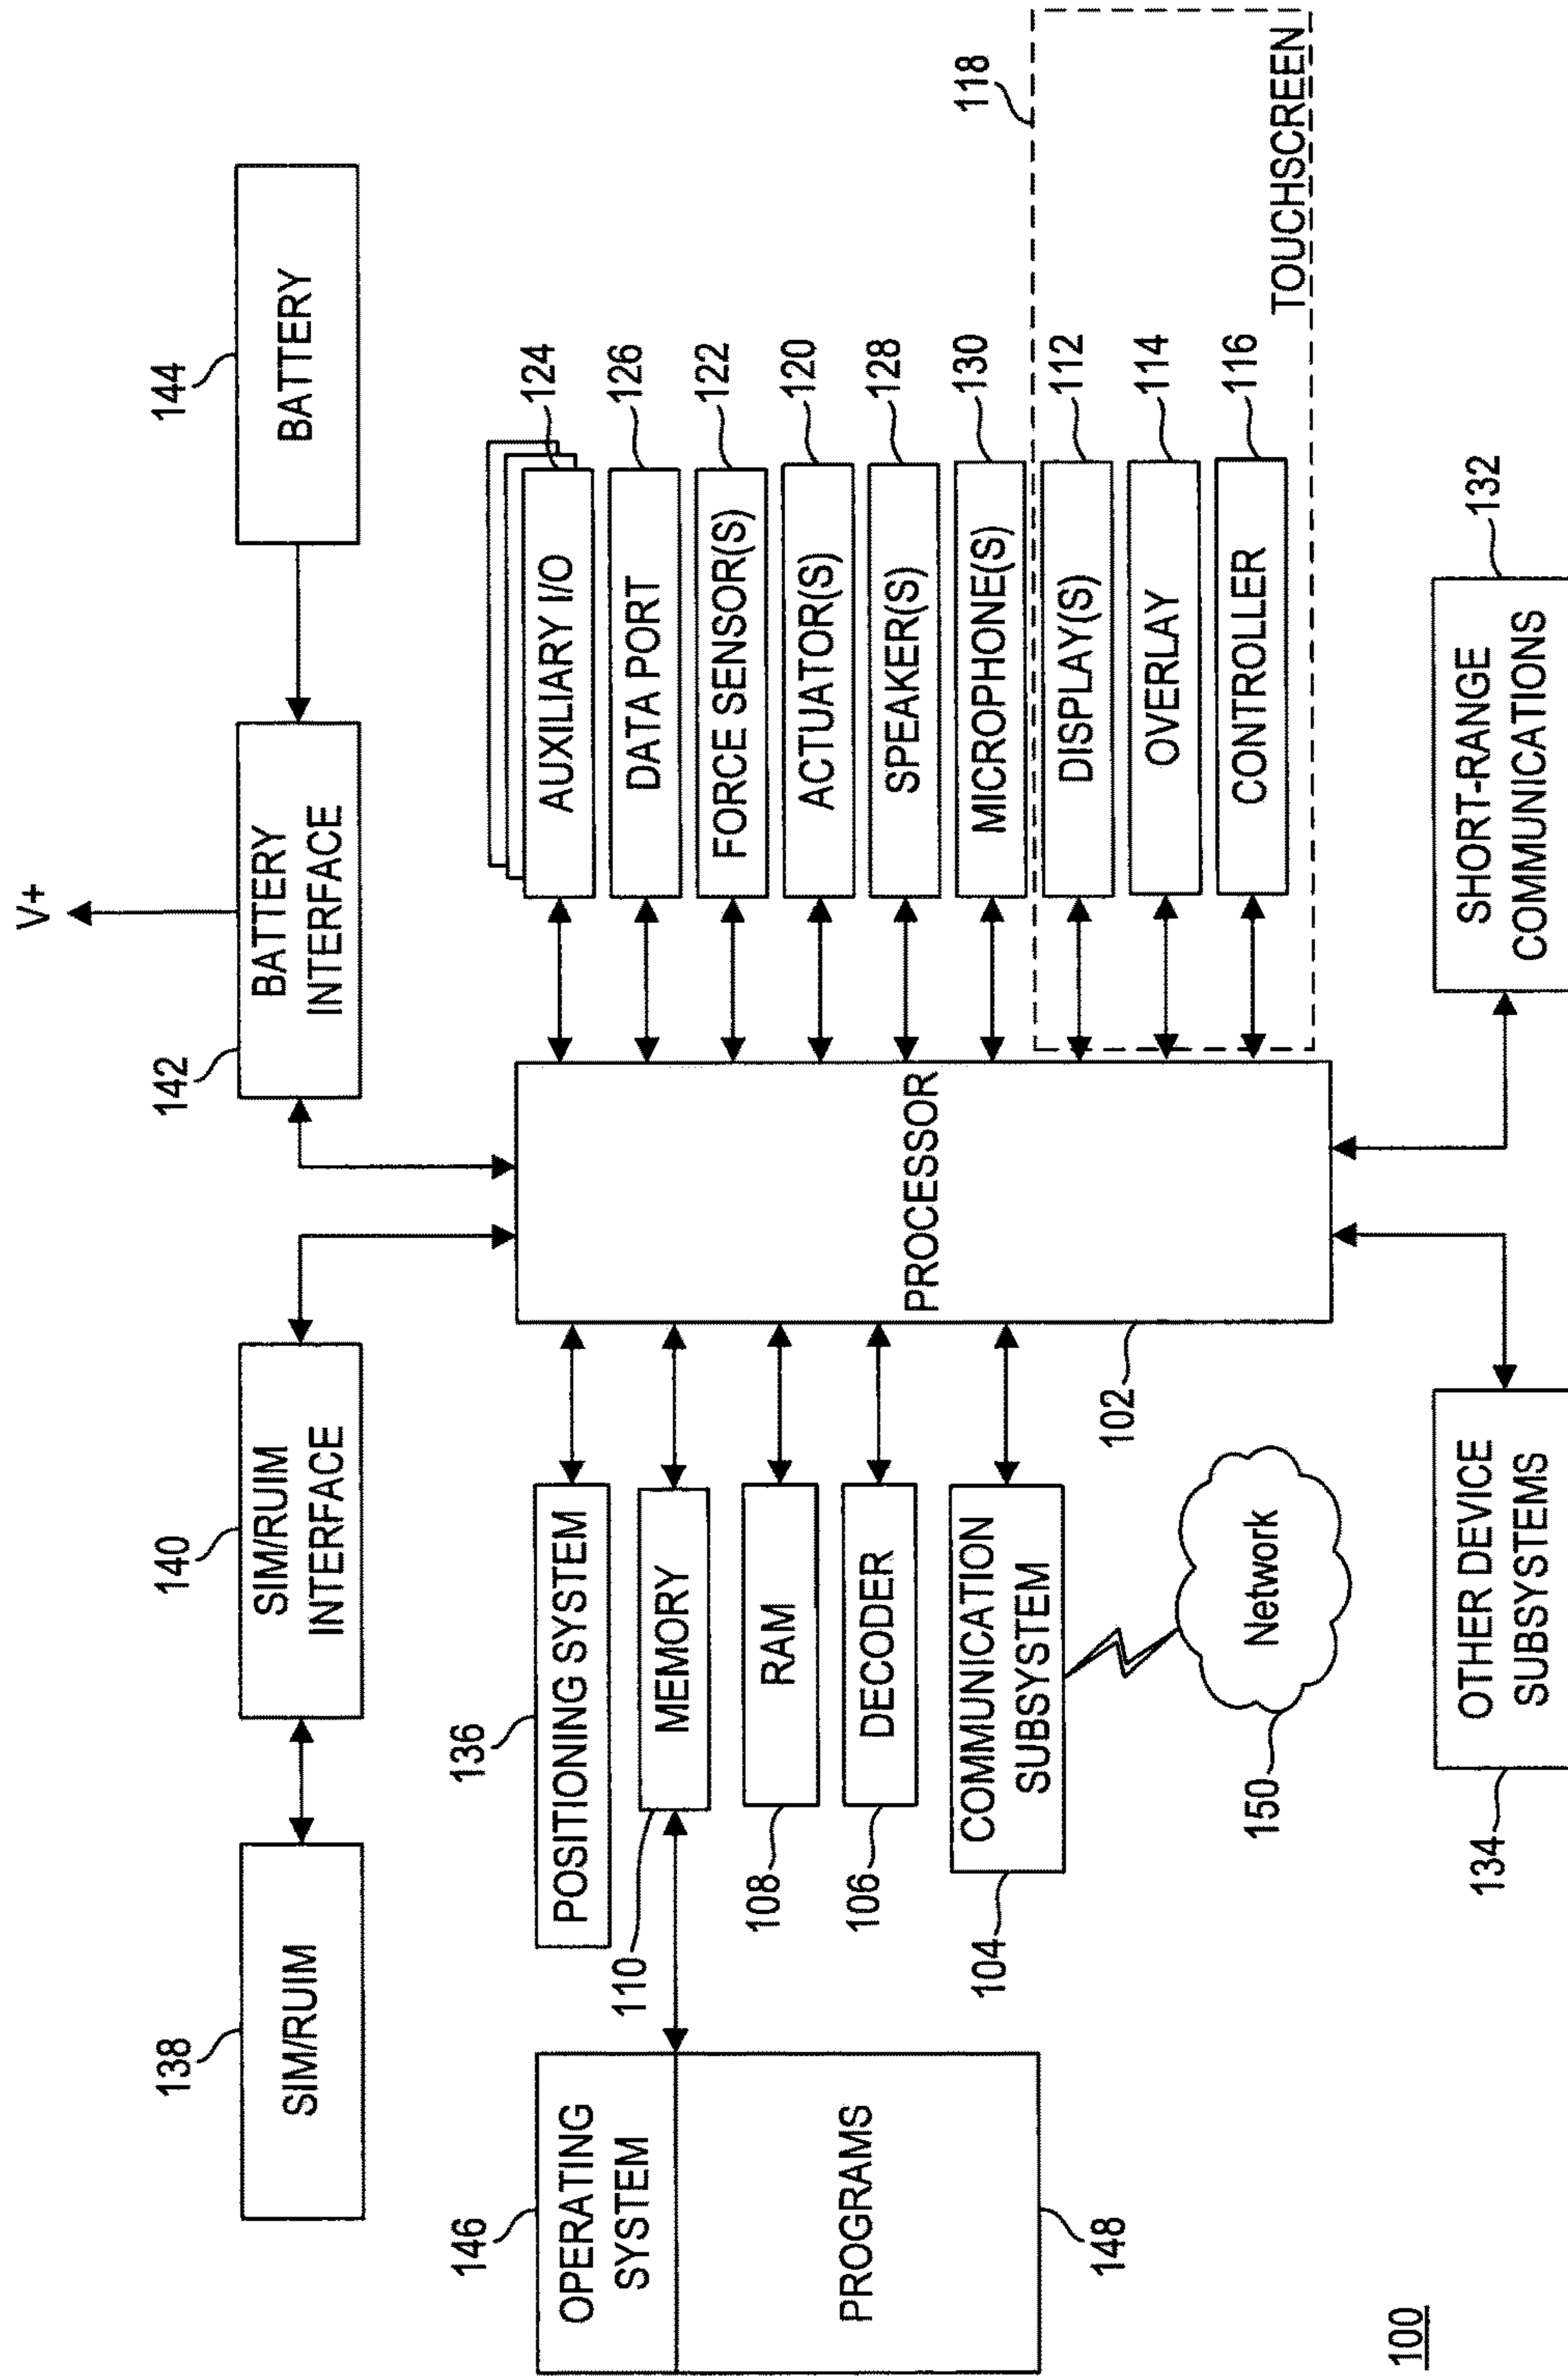 V+
138
SIM/RUIM
140
SIM/RUIM
INTERFACE
142
BATTERY
INTERFACE
144
BATTERY
146
OPERATING
SYSTEM
PROGRAMS
148
136
POSITIONING SYSTEM
110
MEMORY
108
RAM
106
DECODER
104
COMMUNICATION
SUBSYSTEM
150
Network
PROCESSOR
102
AUXILIARY I/O
124
DATA PORT
126
FORCE SENSOR(S)
122
ACTUATOR(S)
120
SPEAKER(S)
128
MICROPHONE(S)
130
118
DISPLAY(S)
112
OVERLAY
114
CONTROLLER
116
TOUCHSCREEN
134
OTHER DEVICE
SUBSYSTEMS
132
SHORT-RANGE
COMMUNICATIONS
100